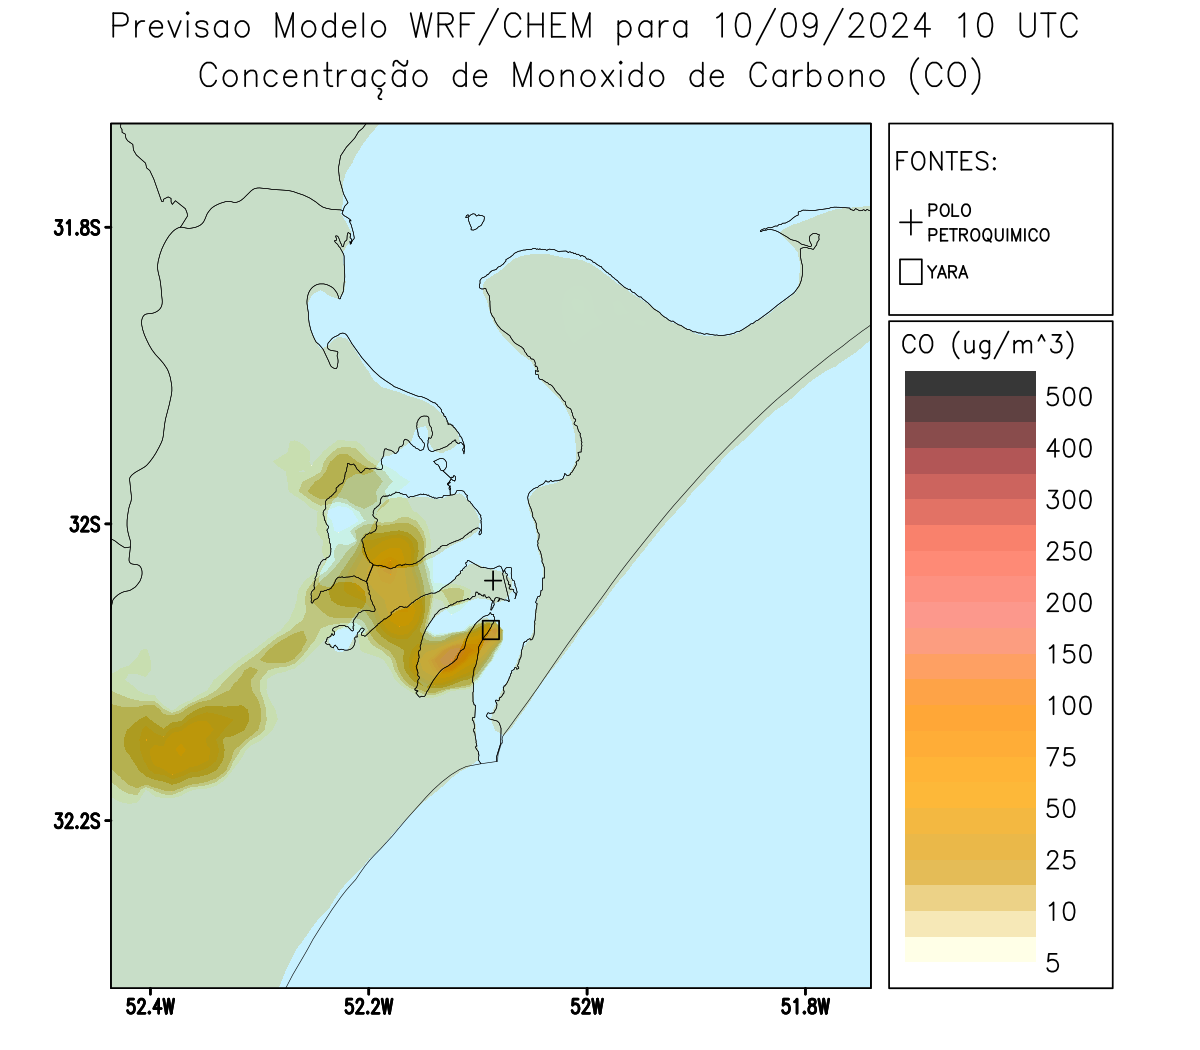 Previsao Modelo WRF/CHEM para 10/09/2024 10 UTC
Concentração de Monoxido de Carbono (CO)
FONTES:
POLO
PETROQUIMICO
YARA
CO (ug/m^3)
500
400
300
250
200
150
100
75
50
25
10
5
31.8S
32S
32.2S
52.4W
52.2W
52W
51.8W